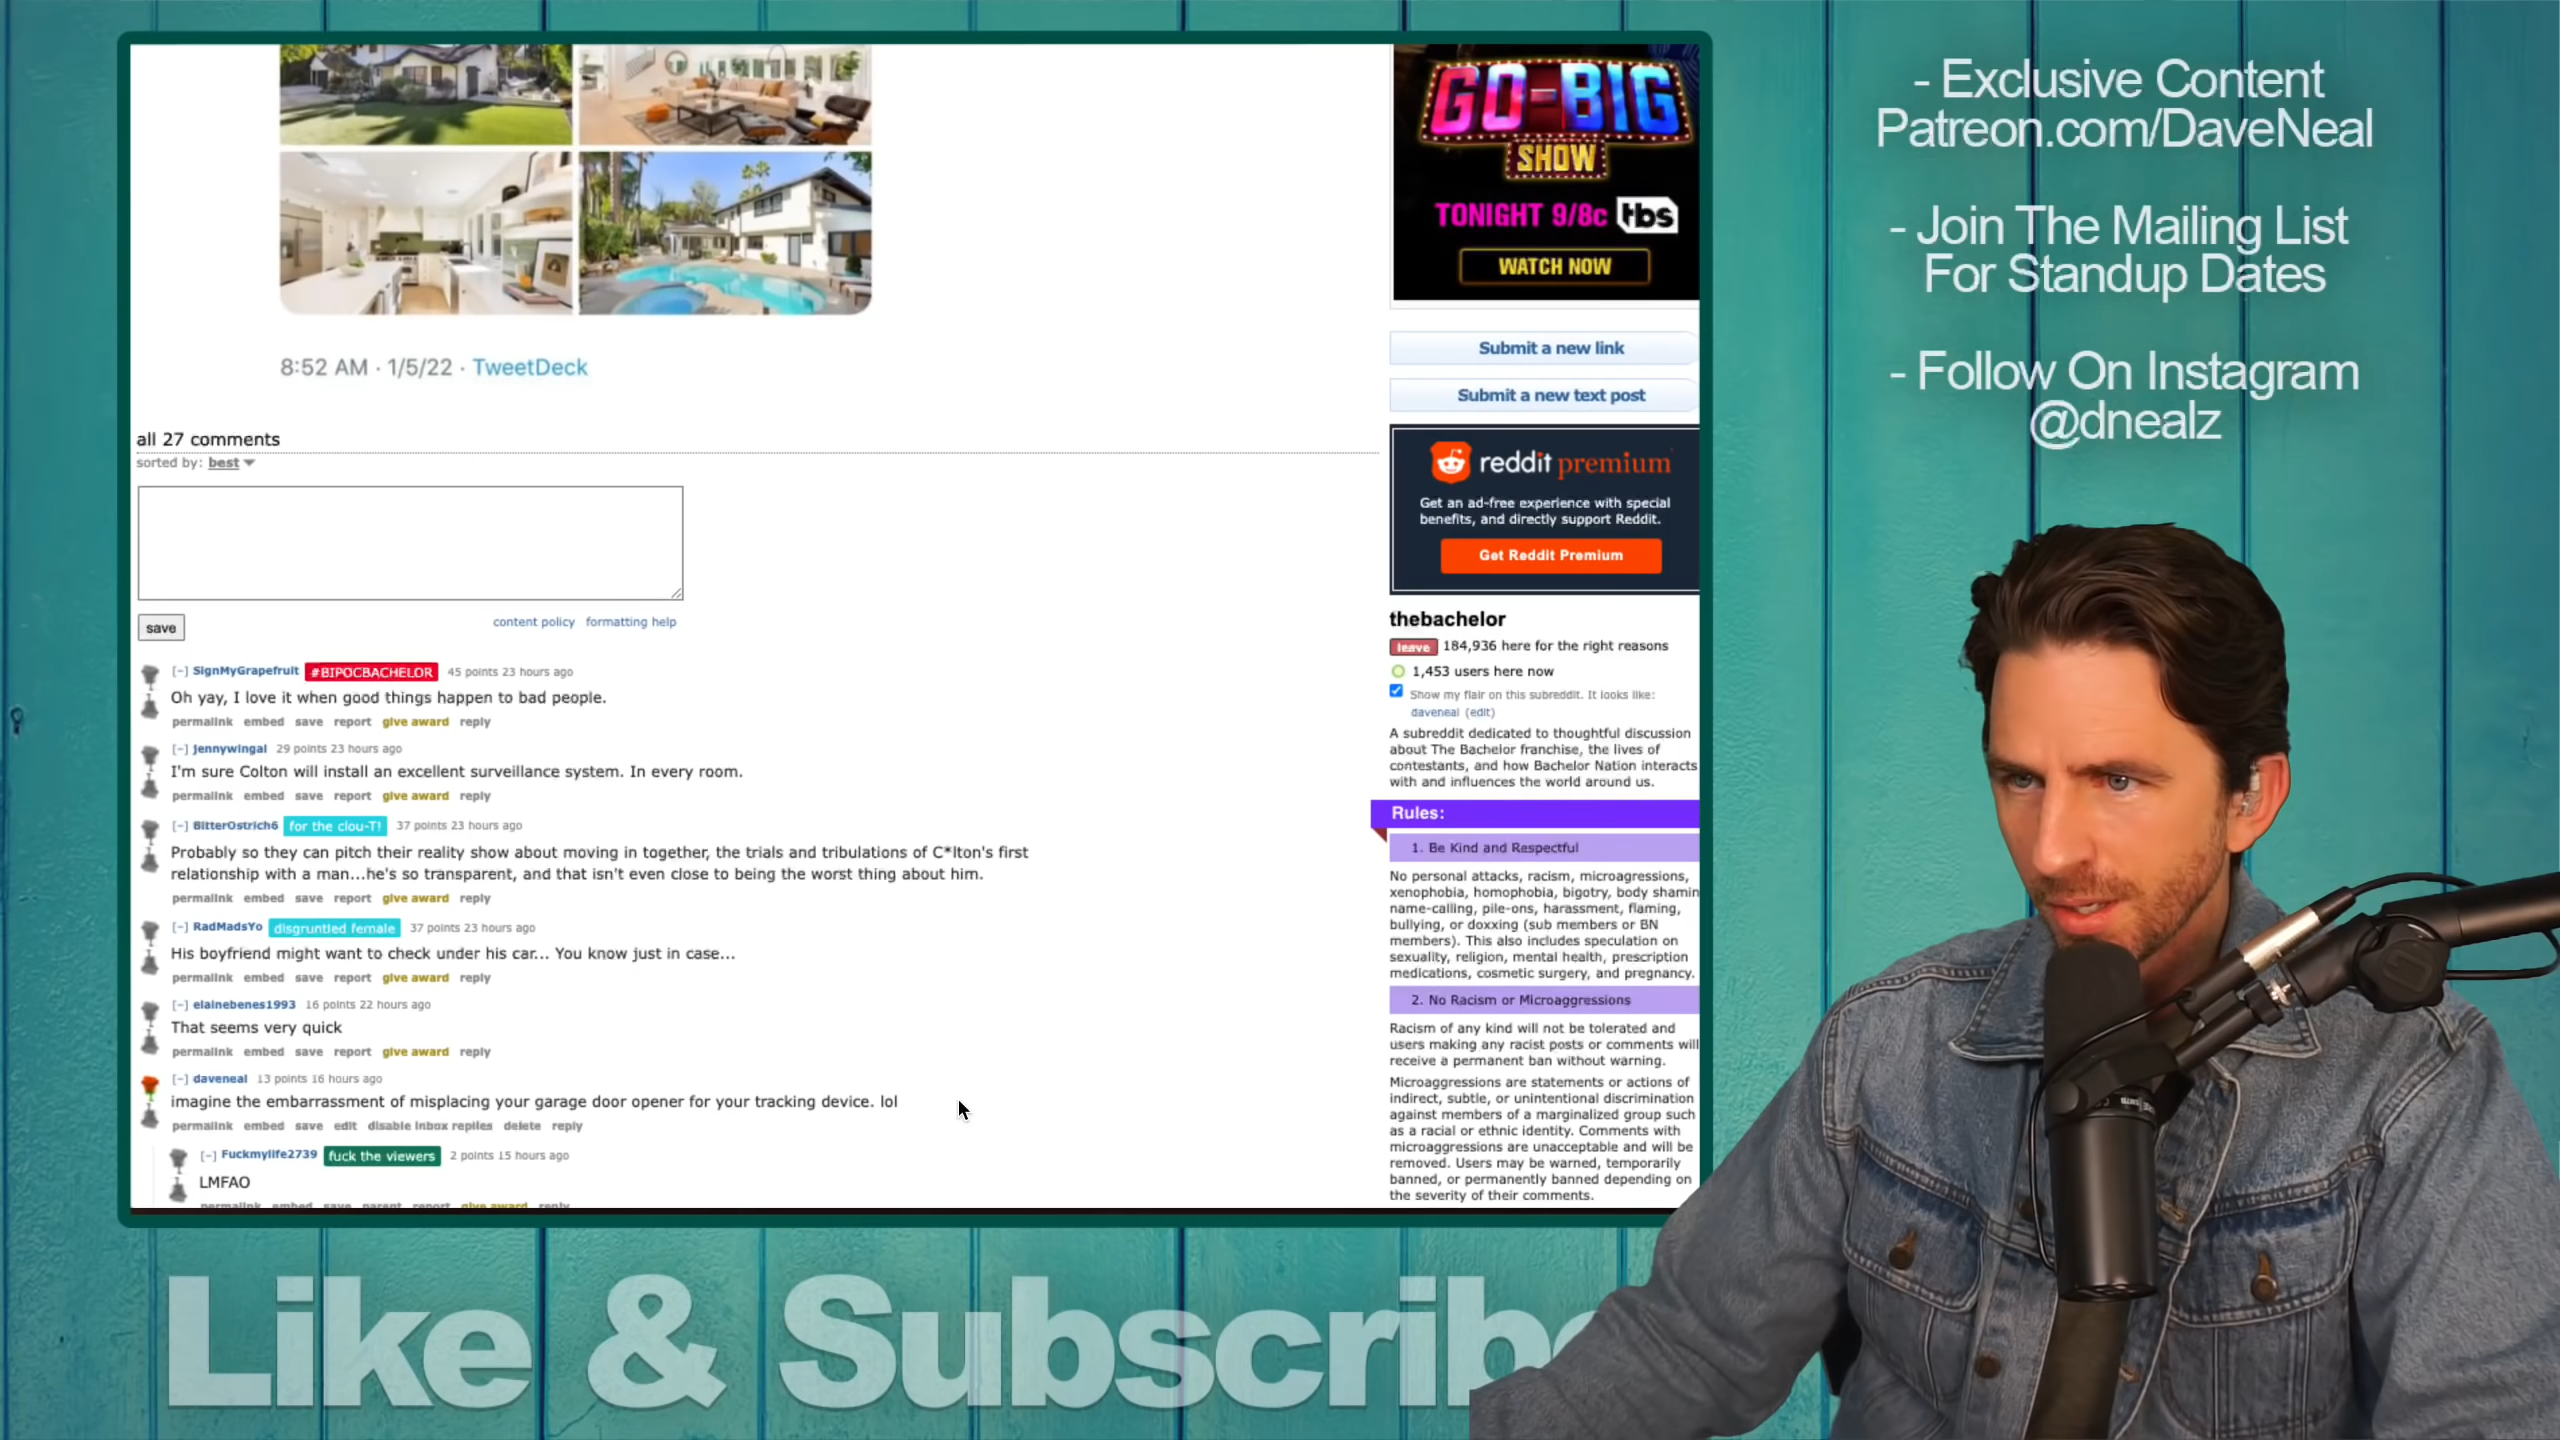 GO-BIG
SHOW
TONIGHT 9/8c tbs
WATCH NOW
8:52 AM · 1/5/22 · TweetDeck
Submit a new link
Submit a new text post
all 27 comments
sorted by: best
reddit premium
Get an ad-free experience with special
benefits, and directly support Reddit.
Get Reddit Premium
save
content policy formatting help
[-] SignMyGrapefruit #BIPOCBACHELOR 45 points 23 hours ago
Oh yay, I love it when good things happen to bad people.
permalink embed save report give award reply
[-] jennywingal 29 points 23 hours ago
I'm sure Colton will install an excellent surveillance system. In every room.
permalink embed save report give award reply
[-] BitterOstrich6 for the clou-T! 37 points 23 hours ago
Probably so they can pitch their reality show about moving in together, the trials and tribulations of C*lton's first
relationship with a man...he's so transparent, and that isn't even close to being the worst thing about him.
permalink embed save report give award reply
[-] RadMadsYo disgruntled female 37 points 23 hours ago
His boyfriend might want to check under his car... You know just in case...
permalink embed save report give award reply
[-] elainebenes1993 16 points 22 hours ago
That seems very quick
permalink embed save report give award reply
[-] daveneal 13 points 16 hours ago
imagine the embarrassment of misplacing your garage door opener for your tracking device. lol
permalink embed save edit disable inbox replies delete reply
[-] Fuckmylife2739 fuck the viewers 2 points 15 hours ago
LMFAO
permalink embed save parent report give award reply
thebachelor
leave 184,936 here for the right reasons
1,453 users here now
Show my flair on this subreddit. It looks like:
daveneal (edit)
A subreddit dedicated to thoughtful discussion
about The Bachelor franchise, the lives of
contestants, and how Bachelor Nation interacts
with and influences the world around us.
Rules:
1. Be Kind and Respectful
No personal attacks, racism, microagressions,
xenophobia, homophobia, bigotry, body shamin
name-calling, pile-ons, harassment, flaming,
bullying, or doxxing (sub members or BN
members). This also includes speculation on
sexuality, religion, mental health, prescription
medications, cosmetic surgery, and pregnancy.
2. No Racism or Microaggressions
Racism of any kind will not be tolerated and
users making any racist posts or comments will
receive a permanent ban without warning.
Microaggressions are statements or actions of
indirect, subtle, or unintentional discrimination
against members of a marginalized group such
as a racial or ethnic identity. Comments with
microaggressions are unacceptable and will be
removed. Users may be warned, temporarily
banned, or permanently banned depending on
the severity of their comments.
- Exclusive Content
Patreon.com/DaveNeal
- Join The Mailing List
For Standup Dates
- Follow On Instagram
@dnealz
Like & Subscribe